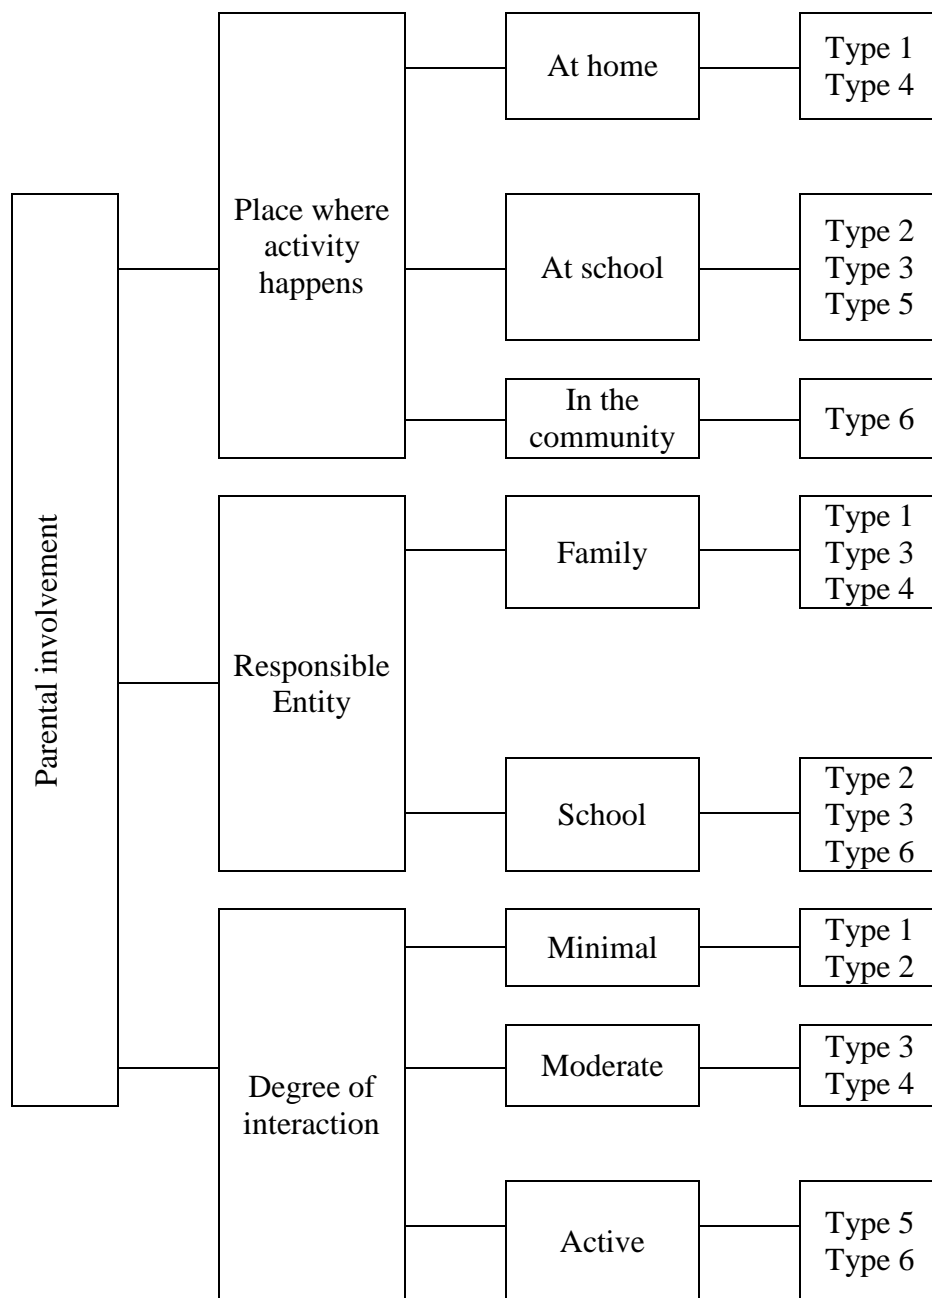 Parental involvement
Place where
activity
happens
At home
Type 1
Type 4
At school
Type 2
Type 3
Type 5
In the
community
Type 6
Responsible
Entity
Family
Type 1
Type 3
Type 4
School
Type 2
Type 3
Type 6
Degree of
interaction
Minimal
Type 1
Type 2
Moderate
Type 3
Type 4
Active
Type 5
Type 6